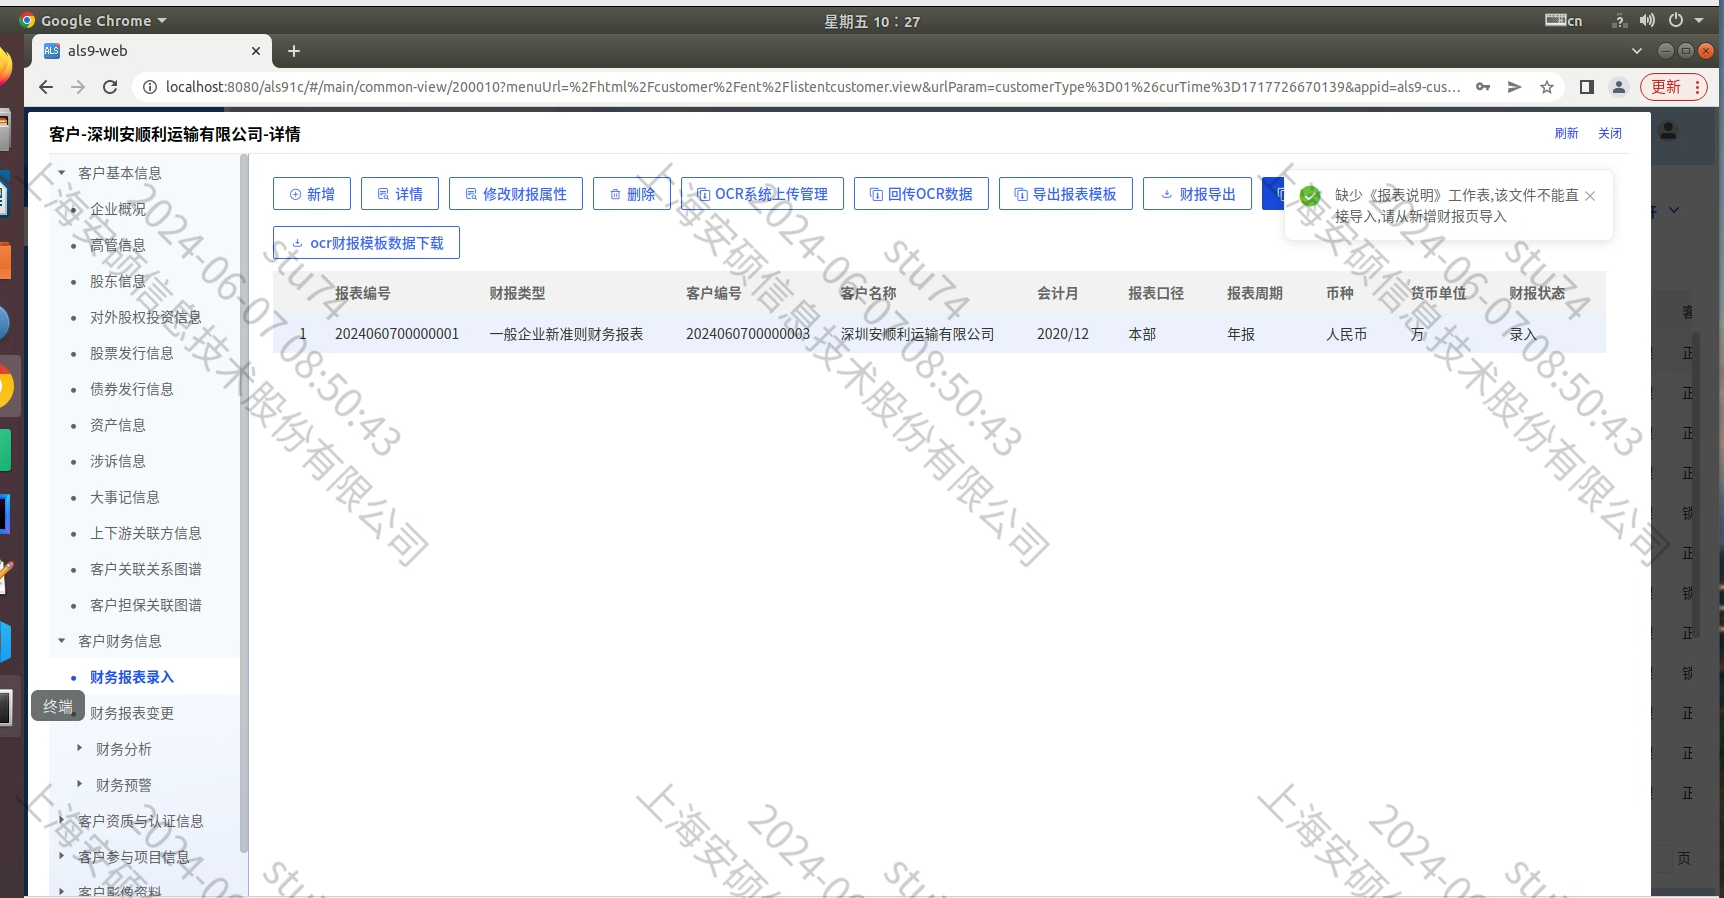 Google Chrome
星期五 10：27
cn
als9-web
localhost:8080/als91c/#/main/common-view/200010?menuUrl=%2Fhtml%2Fcustomer%2Fent%2Flistentcustomer.view&urlParam=customerType%3D01%26curTime%3D1717726670139&appid=als9-cus...
更新
客户-深圳安顺利运输有限公司-详情
刷新 关闭
客户基本信息
企业概况
高管信息
股东信息
对外股权投资信息
股票发行信息
债券发行信息
资产信息
涉诉信息
大事记信息
上下游关联方信息
客户关联关系图谱
客户担保关联图谱
客户财务信息
财务报表录入
终端
财务报表变更
财务分析
财务预警
客户资质与认证信息
客户参与项目信息
客户影像资料
新增 详情 修改财报属性 删除 OCR系统上传管理 回传OCR数据 导出报表模板 财报导出
缺少《报表说明》工作表,该文件不能直
接导入,请从新增财报页导入
ocr财报模板数据下载
报表编号 财报类型 客户编号 客户名称 会计月 报表口径 报表周期 币种 货币单位 财报状态
1 2024060700000001 一般企业新准则财务报表 2024060700000003 深圳安顺利运输有限公司 2020/12 本部 年报 人民币 万 录入
页
上海安硕信息技术股份有限公司
2024-06-07 08:50:43
stu74
上海安硕信息技术股份有限公司
2024-06-07 08:50:43
stu74
上海安硕信息技术股份有限公司
2024-06-07 08:50:43
stu74